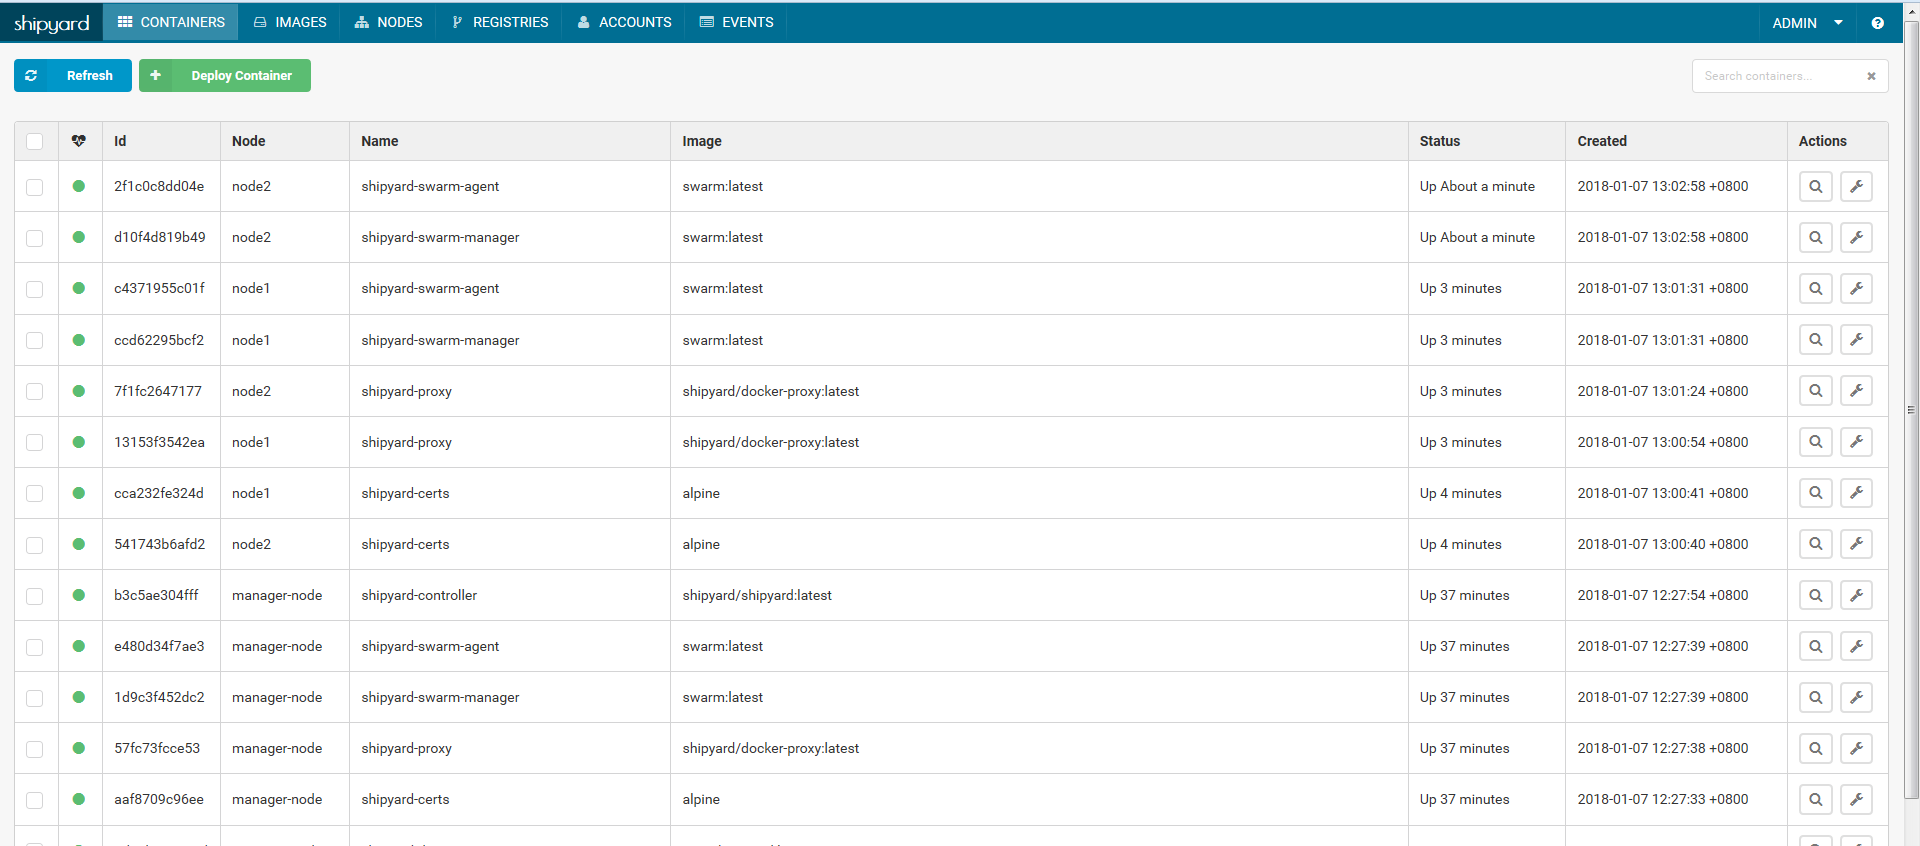 shipyard CONTAINERS IMAGES NODES REGISTRIES ACCOUNTS EVENTS ADMIN
Refresh Deploy Container Search containers...
Id Node Name Image Status Created Actions
2f1c0c8dd04e node2 shipyard-swarm-agent swarm:latest Up About a minute 2018-01-07 13:02:58 +0800
d10f4d819b49 node2 shipyard-swarm-manager swarm:latest Up About a minute 2018-01-07 13:02:58 +0800
c4371955c01f node1 shipyard-swarm-agent swarm:latest Up 3 minutes 2018-01-07 13:01:31 +0800
ccd62295bcf2 node1 shipyard-swarm-manager swarm:latest Up 3 minutes 2018-01-07 13:01:31 +0800
7f1fc2647177 node2 shipyard-proxy shipyard/docker-proxy:latest Up 3 minutes 2018-01-07 13:01:24 +0800
13153f3542ea node1 shipyard-proxy shipyard/docker-proxy:latest Up 3 minutes 2018-01-07 13:00:54 +0800
cca232fe324d node1 shipyard-certs alpine Up 4 minutes 2018-01-07 13:00:41 +0800
541743b6afd2 node2 shipyard-certs alpine Up 4 minutes 2018-01-07 13:00:40 +0800
b3c5ae304fff manager-node shipyard-controller shipyard/shipyard:latest Up 37 minutes 2018-01-07 12:27:54 +0800
e480d34f7ae3 manager-node shipyard-swarm-agent swarm:latest Up 37 minutes 2018-01-07 12:27:39 +0800
1d9c3f452dc2 manager-node shipyard-swarm-manager swarm:latest Up 37 minutes 2018-01-07 12:27:39 +0800
57fc73fcce53 manager-node shipyard-proxy shipyard/docker-proxy:latest Up 37 minutes 2018-01-07 12:27:38 +0800
aaf8709c96ee manager-node shipyard-certs alpine Up 37 minutes 2018-01-07 12:27:33 +0800